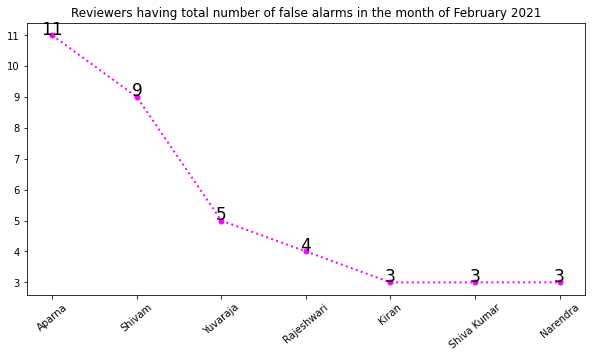 Reviewers having total number of false alarms in the month of February 2021
11
10
9
8
7
6
5
4
3
11
9
5
4
3
3
3
Aparna
Shivam
Yuvaraja
Rajeshwari
Kiran
Shiva Kumar
Narendra